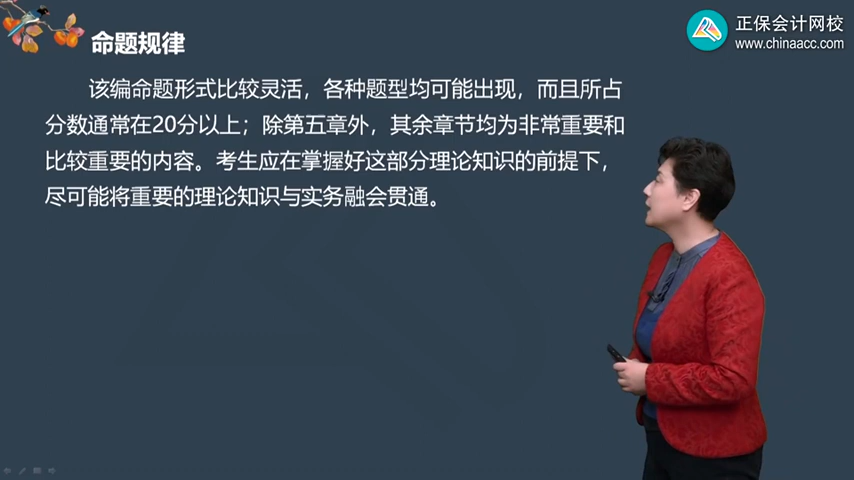 正保会计网校
www.chinaacc.com
命题规律
该编命题形式比较灵活，各种题型均可能出现，而且所占
分数通常在20分以上；除第五章外，其余章节均为非常重要和
比较重要的内容。考生应在掌握好这部分理论知识的前提下，
尽可能将重要的理论知识与实务融会贯通。